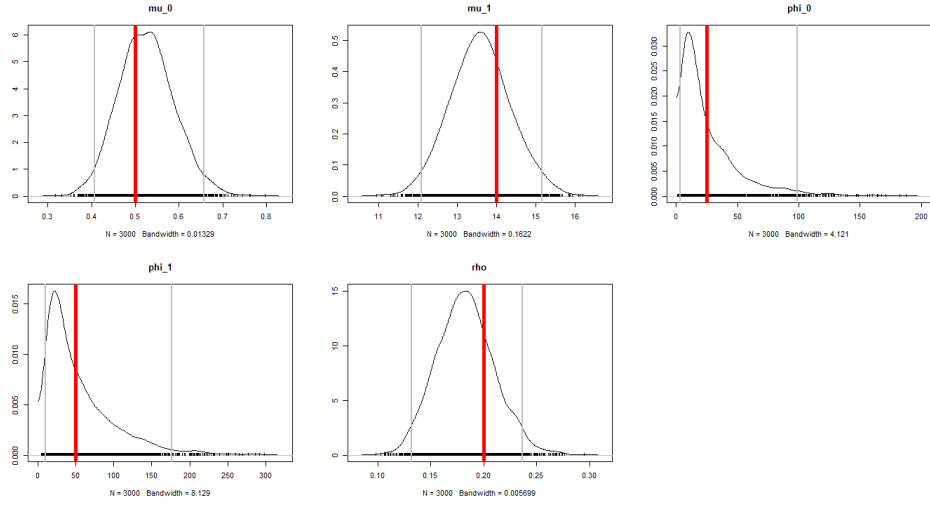 mu_0
6
5
4
3
2
1
0
0.3 0.4 0.5 0.6 0.7 0.8
N = 3000 Bandwidth = 0.01329
mu_1
0.5
0.4
0.3
0.2
0.1
0.0
11 12 13 14 15 16
N = 3000 Bandwidth = 0.1622
phi_0
0.030
0.025
0.020
0.015
0.010
0.005
0.000
0 50 100 150 200
N = 3000 Bandwidth = 4.121
phi_1
0.015
0.010
0.005
0.000
0 50 100 150 200 250 300
N = 3000 Bandwidth = 8.129
rho
15
10
5
0
0.10 0.15 0.20 0.25 0.30
N = 3000 Bandwidth = 0.005699